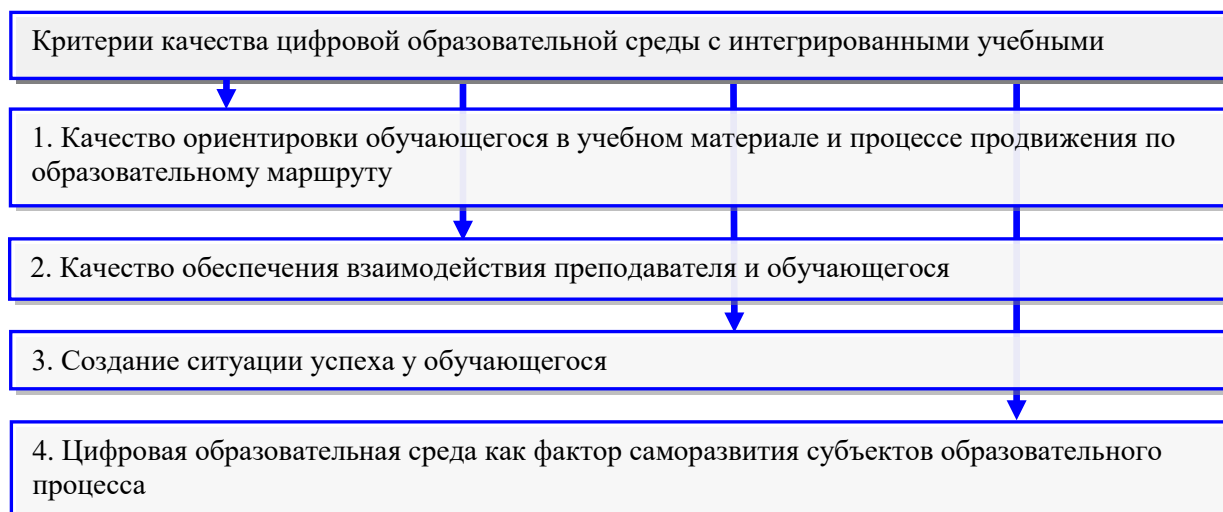 Критерии качества цифровой образовательной среды с интегрированными учебными
1. Качество ориентировки обучающегося в учебном материале и процессе продвижения по
образовательному маршруту
2. Качество обеспечения взаимодействия преподавателя и обучающегося
3. Создание ситуации успеха у обучающегося
4. Цифровая образовательная среда как фактор саморазвития субъектов образовательного
процесса